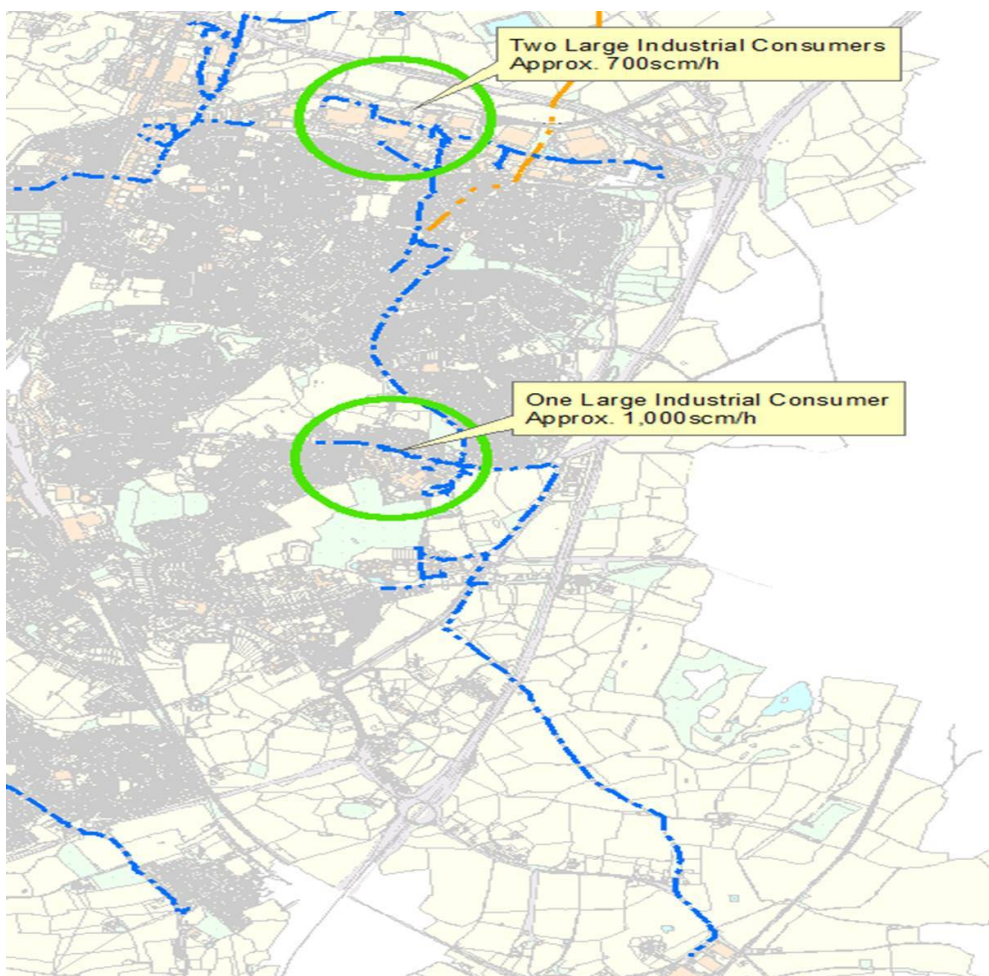 Two Large Industrial Consumers
Approx. 700scm/h
One Large Industrial Consumer
Approx. 1,000scm/h